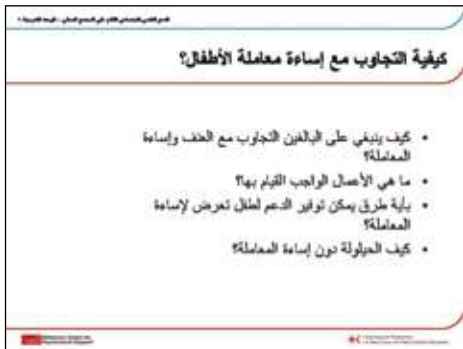 كيفية التجاوب مع إساءة معاملة الأطفال؟
• كيف ينبغي على البالغين التجاوب مع العنف وإساءة
المعاملة؟
• ما هي الأعمال الواجب القيام بها؟
• بأية طرق يمكن توفير الدعم لطفل تعرض لإساءة
المعاملة؟
• كيف الحيلولة دون إساءة المعاملة؟